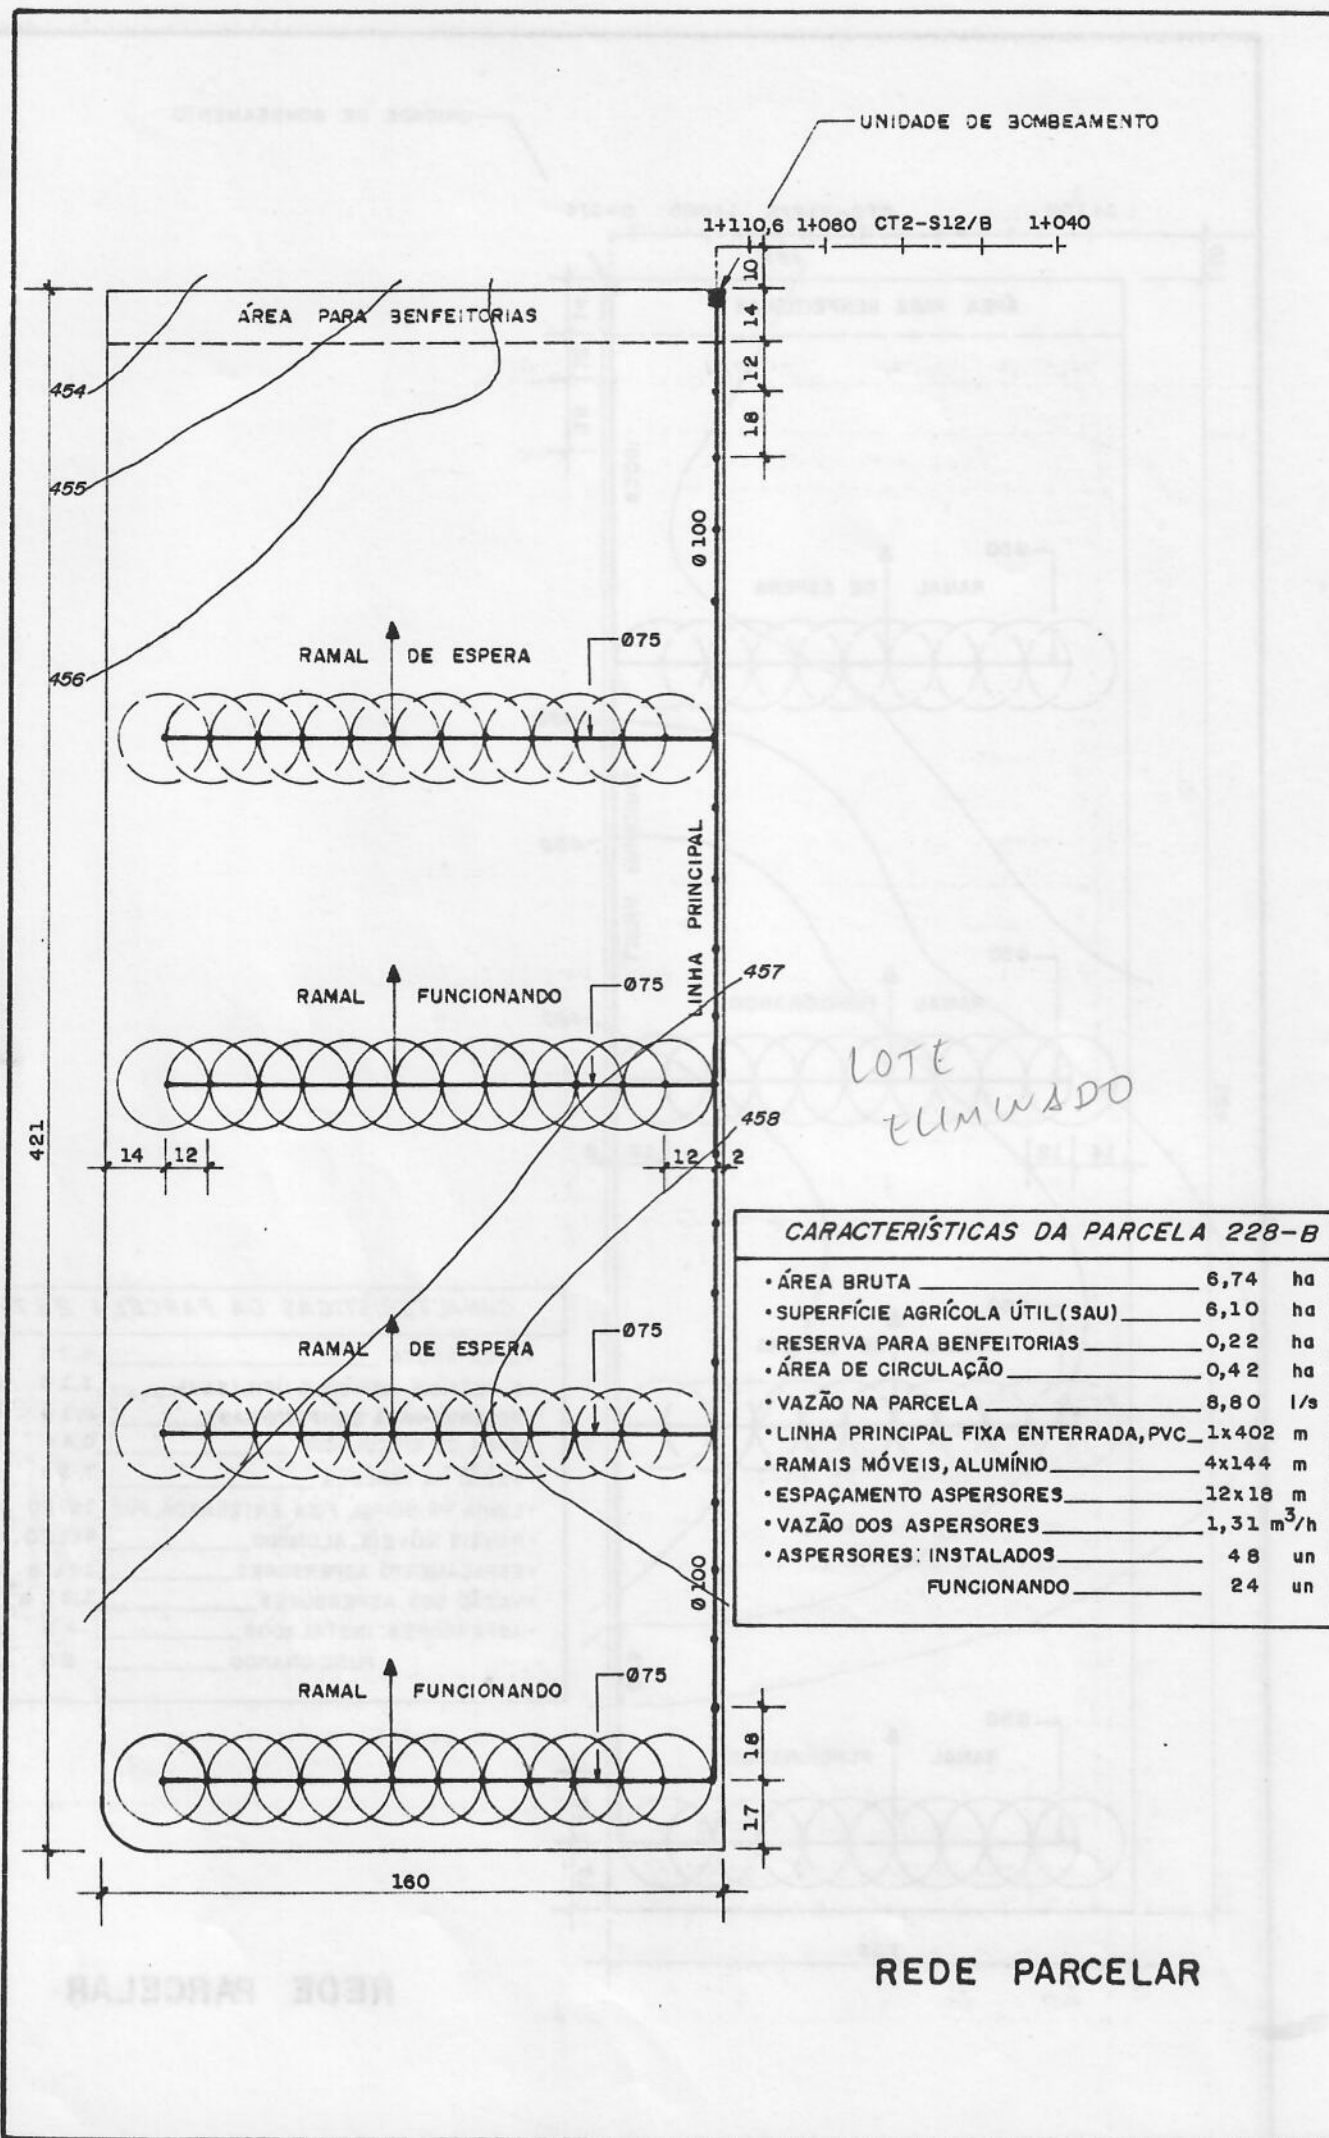 UNIDADE DE BOMBEAMENTO
1+110,6 1+080 CT2-S12/B 1+040
10
ÁREA PARA BENFEITORIAS
14
12
18
454
455
Ø100
456
RAMAL DE ESPERA
Ø75
LINHA PRINCIPAL
457
RAMAL FUNCIONANDO
Ø75
LOTE
ELIMINADO
458
421
14 12
12 2
CARACTERÍSTICAS DA PARCELA 228-B
•ÁREA BRUTA 6,74 ha
•SUPERFÍCIE AGRÍCOLA ÚTIL(SAU) 6,10 ha
•RESERVA PARA BENFEITORIAS 0,22 ha
•ÁREA DE CIRCULAÇÃO 0,42 ha
•VAZÃO NA PARCELA 8,80 l/s
•LINHA PRINCIPAL FIXA ENTERRADA,PVC 1x402 m
•RAMAIS MÓVEIS, ALUMÍNIO 4x144 m
•ESPAÇAMENTO ASPERSORES 12x18 m
•VAZÃO DOS ASPERSORES 1,31 m³/h
•ASPERSORES: INSTALADOS 48 un
FUNCIONANDO 24 un
RAMAL DE ESPERA
Ø75
Ø100
RAMAL FUNCIONANDO
Ø75
18
17
160
REDE PARCELAR